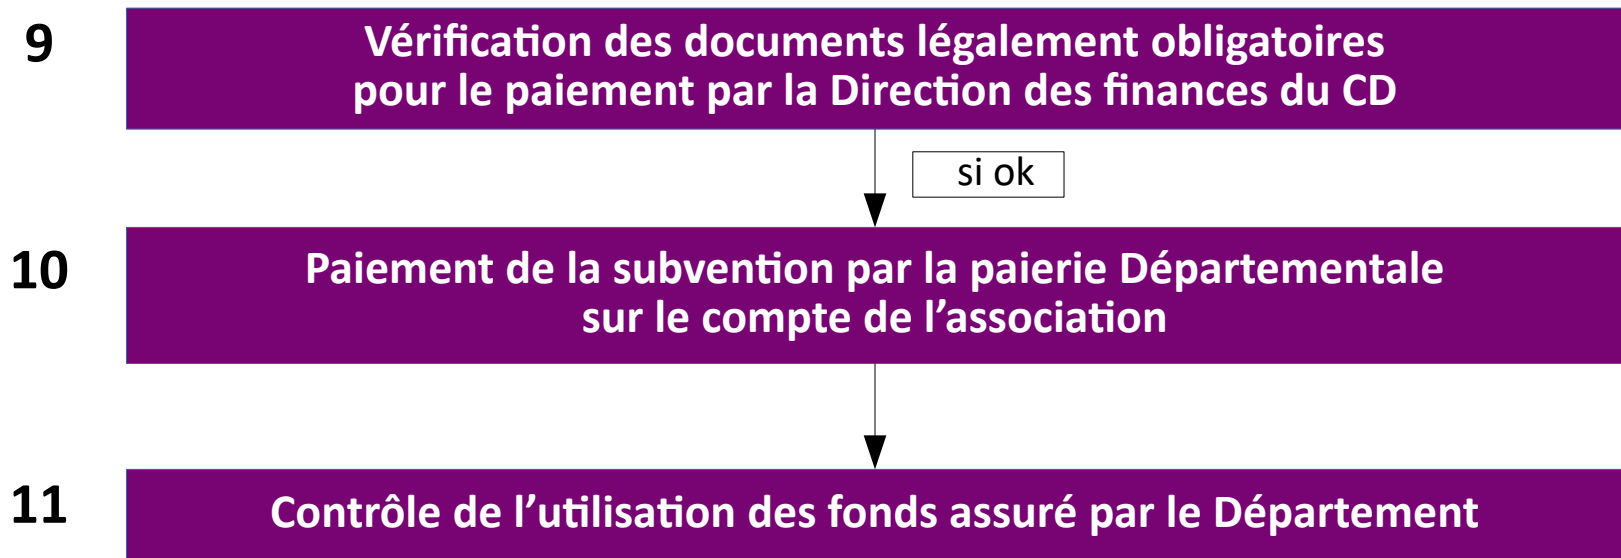 9
Vérification des documents légalement obligatoires
pour le paiement par la Direction des finances du CD
si ok
10
Paiement de la subvention par la paierie Départementale
sur le compte de l’association
11
Contrôle de l’utilisation des fonds assuré par le Département